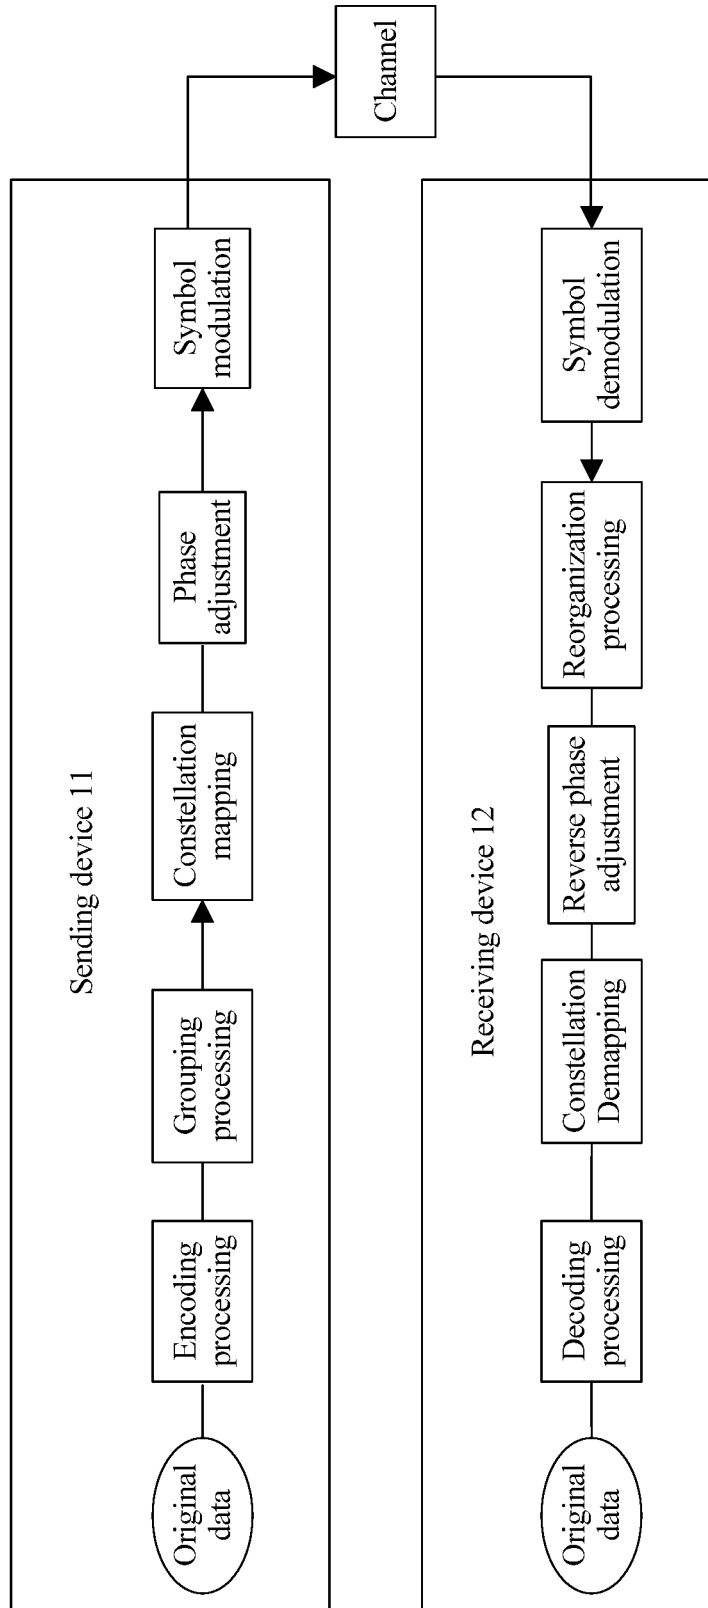 Sending device 11
Original
data
Encoding
processing
Grouping
processing
Constellation
mapping
Phase
adjustment
Symbol
modulation
Channel
Receiving device 12
Symbol
demodulation
Reorganization
processing
Reverse phase
adjustment
Constellation
Demapping
Decoding
processing
Original
data